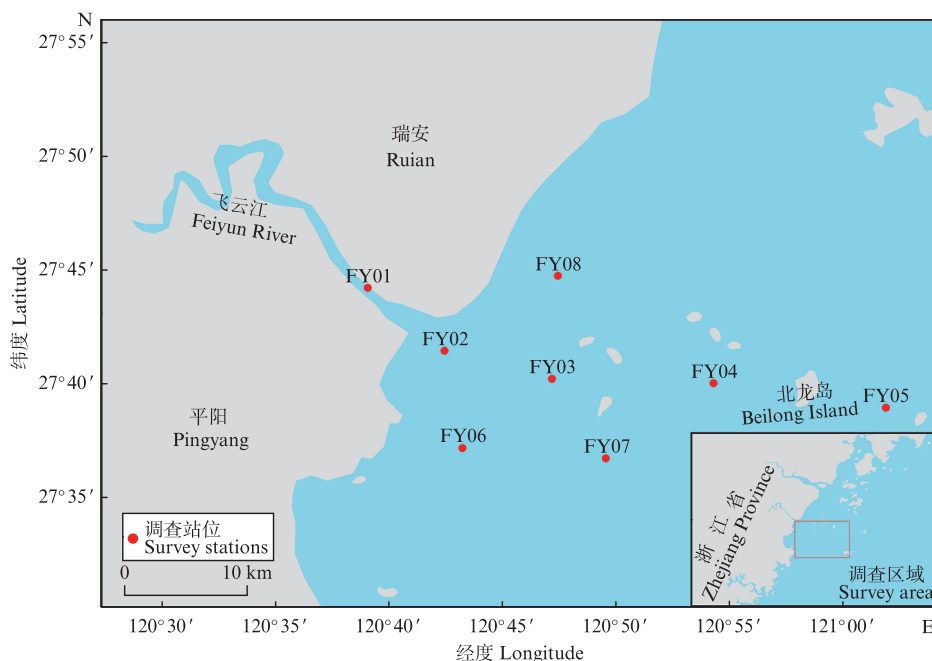 N
27°55′
27°50′
27°45′
27°40′
27°35′
纬度 Latitude
瑞安
Ruian
飞云江
Feiyun River
FY01
FY08
FY02
FY03
FY04
北龙岛
Beilong Island
FY05
平阳
Pingyang
FY06
FY07
调查站位
Survey stations
0 10 km
浙江省
Zhejiang Province
调查区域
Survey area
120°30′ 120°35′ 120°40′ 120°45′ 120°50′ 120°55′ 121°00′ E
经度 Longitude